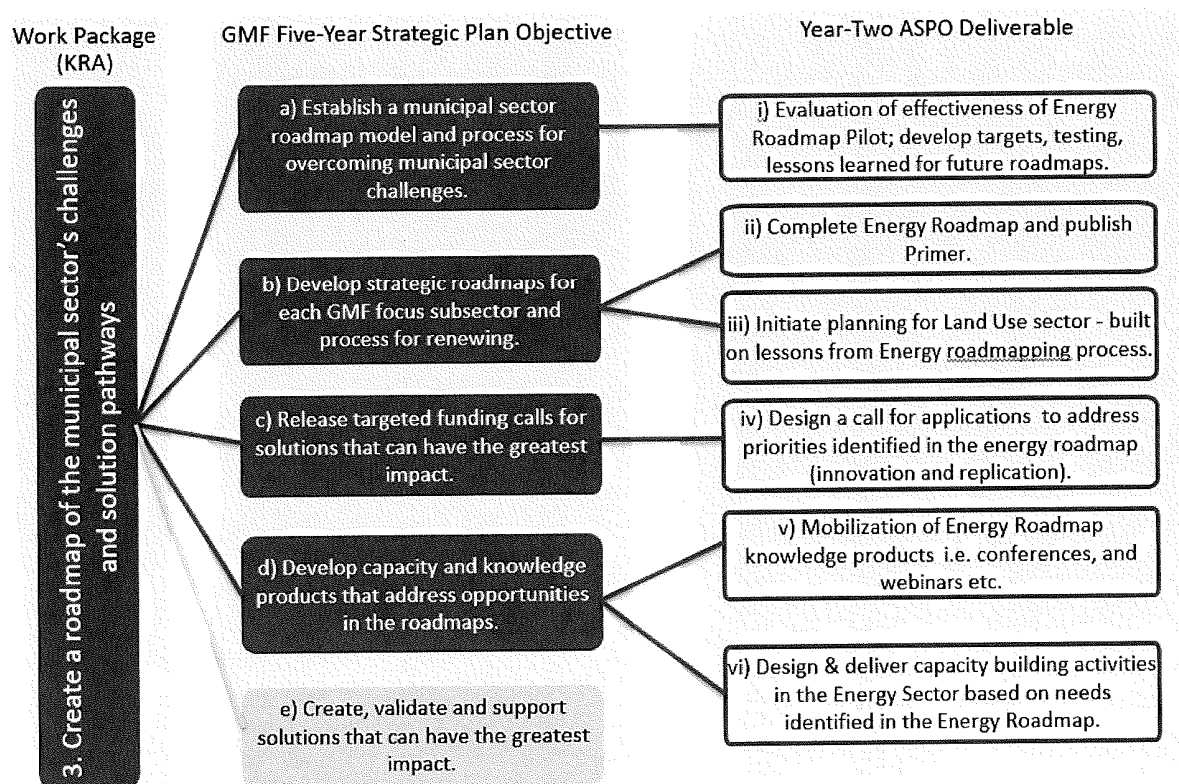 Work Package
(KRA)
GMF Five-Year Strategic Plan Objective
Year-Two ASPO Deliverable
3. Create a roadmap of the municipal sector's challenges
and solution pathways
a) Establish a municipal sector
roadmap model and process for
overcoming municipal sector
challenges.
b) Develop strategic roadmaps for
each GMF focus subsector and
process for renewing.
c) Release targeted funding calls for
solutions that can have the greatest
impact.
d) Develop capacity and knowledge
products that address opportunities
in the roadmaps.
e) Create, validate and support
solutions that can have the greatest
impact.
i) Evaluation of effectiveness of Energy
Roadmap Pilot; develop targets, testing,
lessons learned for future roadmaps.
ii) Complete Energy Roadmap and publish
Primer.
iii) Initiate planning for Land Use sector - built
on lessons from Energy roadmapping process.
iv) Design a call for applications to address
priorities identified in the energy roadmap
(innovation and replication).
v) Mobilization of Energy Roadmap
knowledge products i.e. conferences, and
webinars etc.
vi) Design & deliver capacity building activities
in the Energy Sector based on needs
identified in the Energy Roadmap.